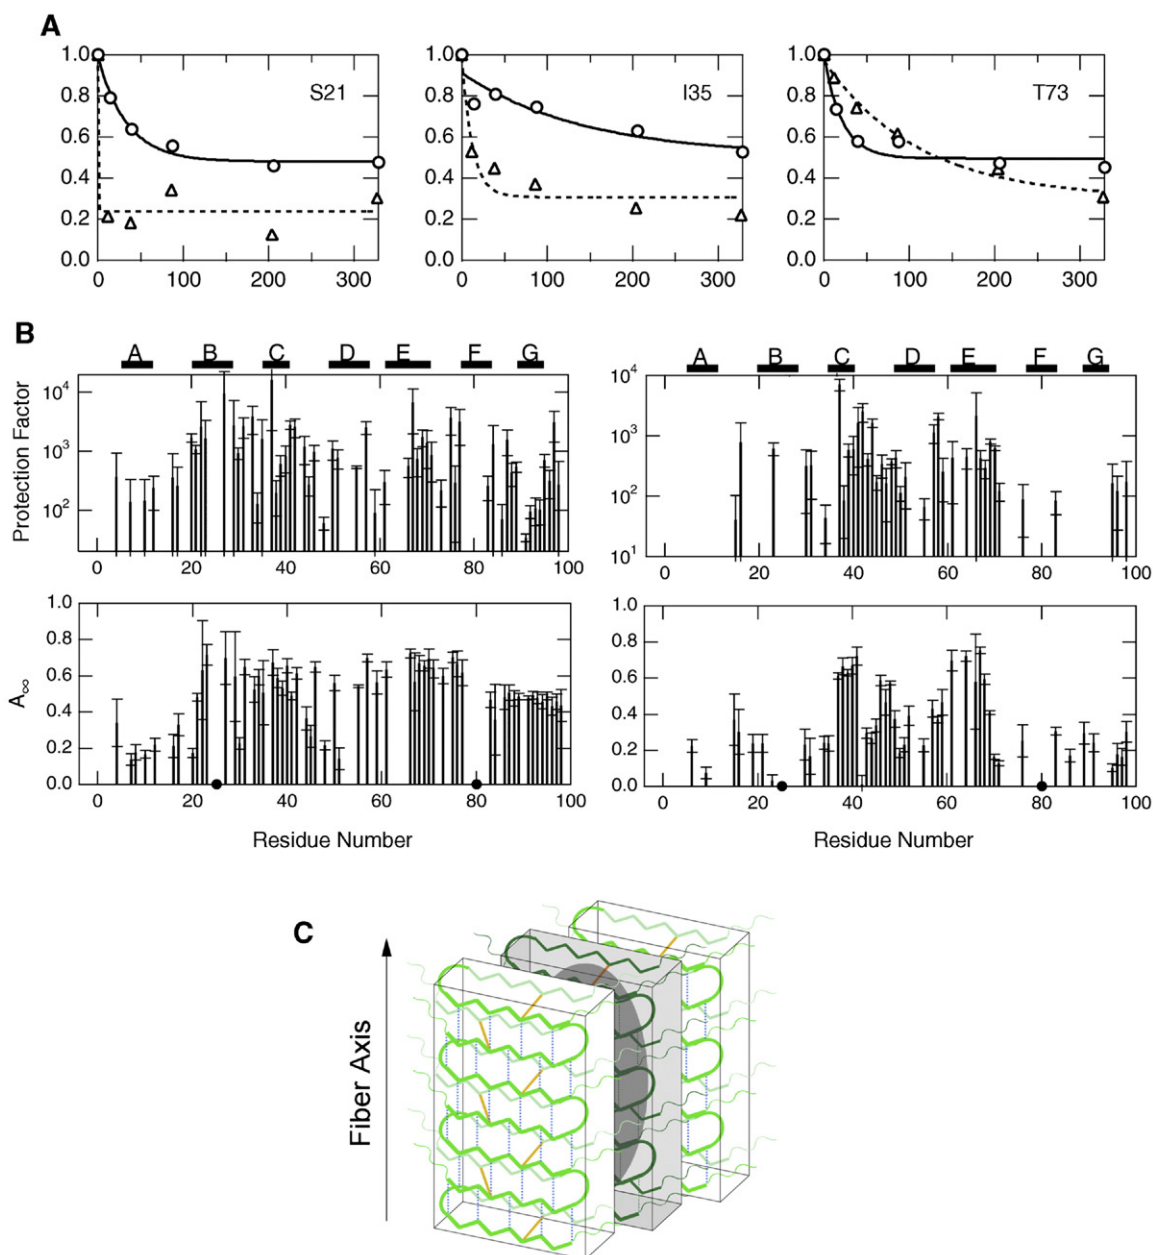 A
1.0 1.0 1.0
S21 I35 T73
0.8 0.8 0.8
0.6 0.6 0.6
0.4 0.4 0.4
0.2 0.2 0.2
0.0 0.0 0.0
0 100 200 300 0 100 200 300 0 100 200 300
B
A B C D E F G A B C D E F G
Protection Factor
10^4 10^4
10^3 10^3
10^2 10^2
10^1
0 20 40 60 80 100 0 20 40 60 80 100
A∞
1.0 1.0
0.8 0.8
0.6 0.6
0.4 0.4
0.2 0.2
0.0 0.0
0 20 40 60 80 100 0 20 40 60 80 100
Residue Number Residue Number
C
Fiber Axis